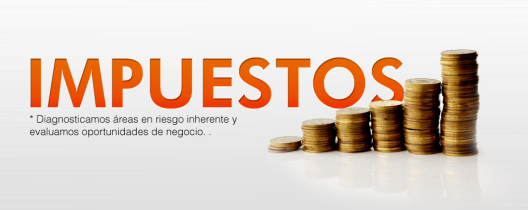 IMPUESTOS
* Diagnosticamos áreas en riesgo inherente y
evaluamos oportunidades de negocio. .